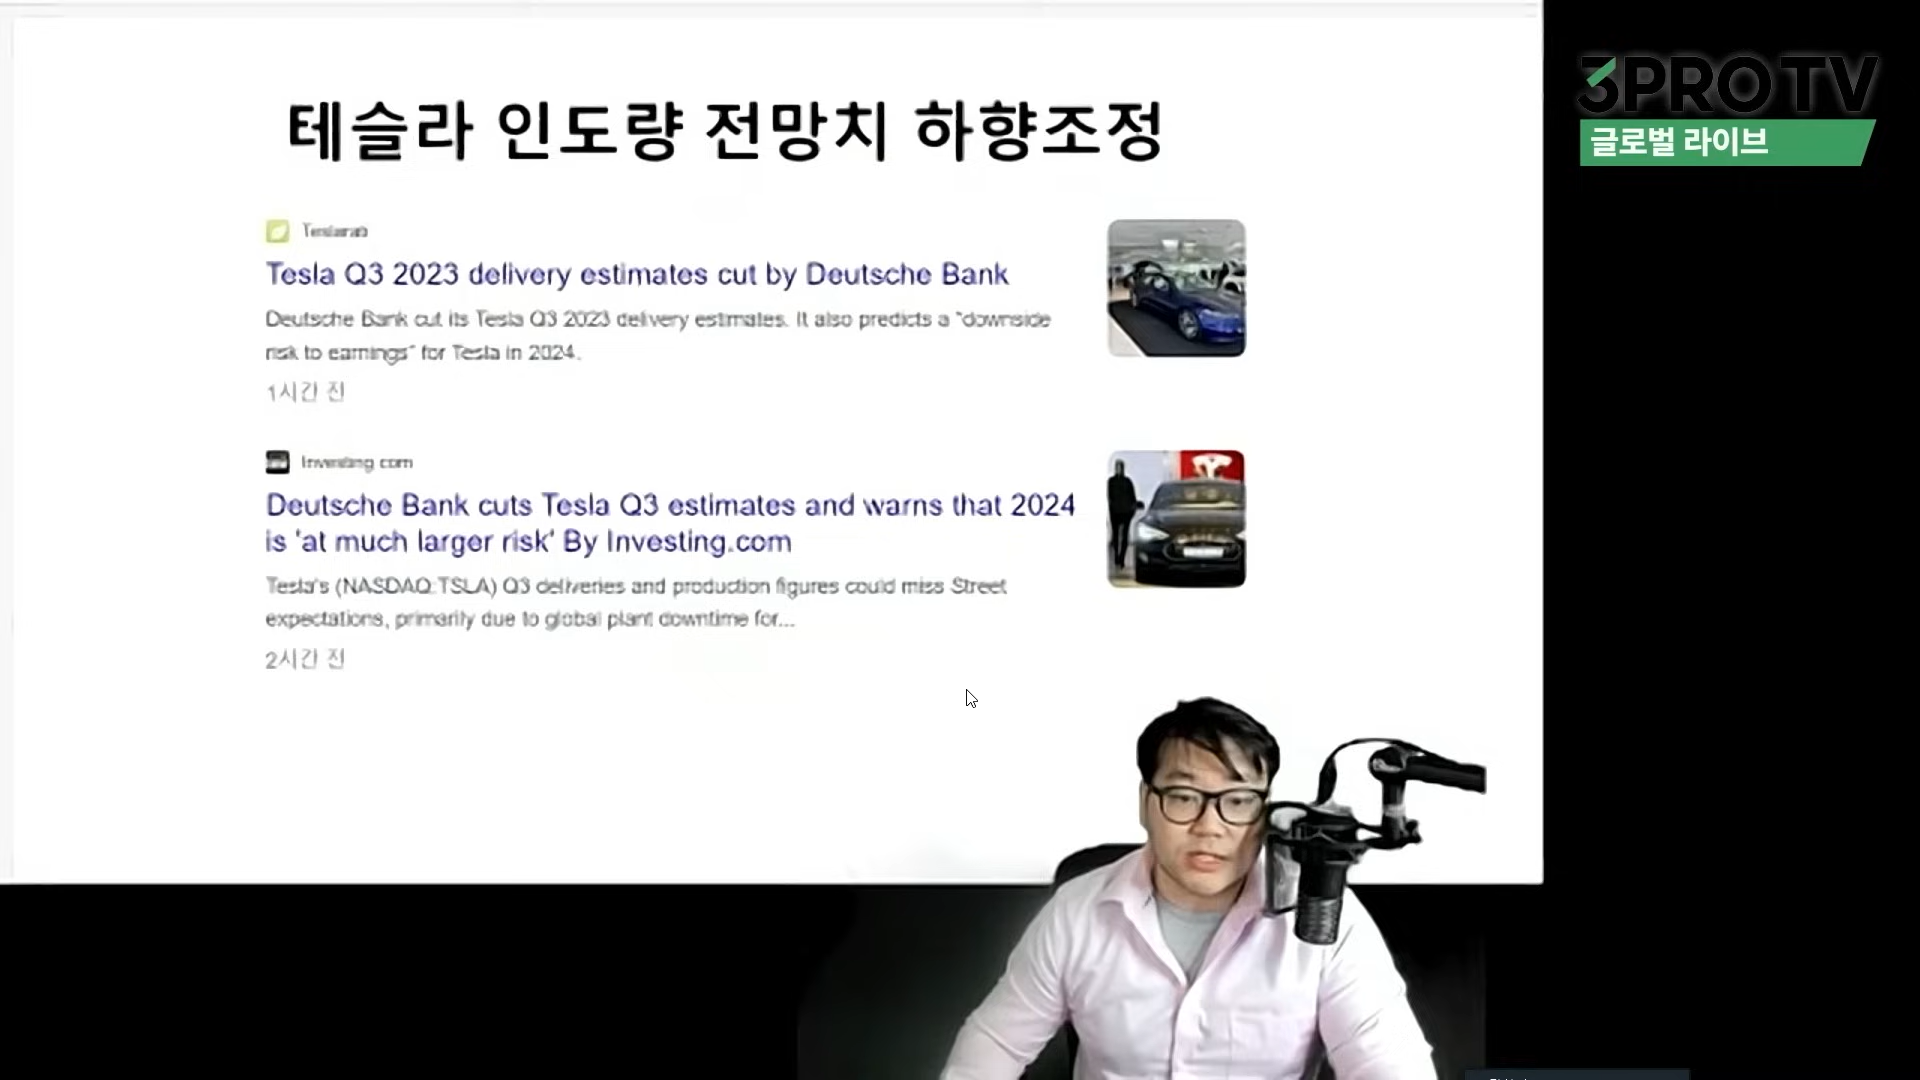 테슬라 인도량 전망치 하향조정
3PRO TV
글로벌 라이브
Teslarati
Tesla Q3 2023 delivery estimates cut by Deutsche Bank
Deutsche Bank cut its Tesla Q3 2023 delivery estimates. It also predicts a "downside
risk to earnings" for Tesla in 2024.
1시간 전
Investing.com
Deutsche Bank cuts Tesla Q3 estimates and warns that 2024
is 'at much larger risk' By Investing.com
Tesla's (NASDAQ:TSLA) Q3 deliveries and production figures could miss Street
expectations, primarily due to global plant downtime for...
2시간 전